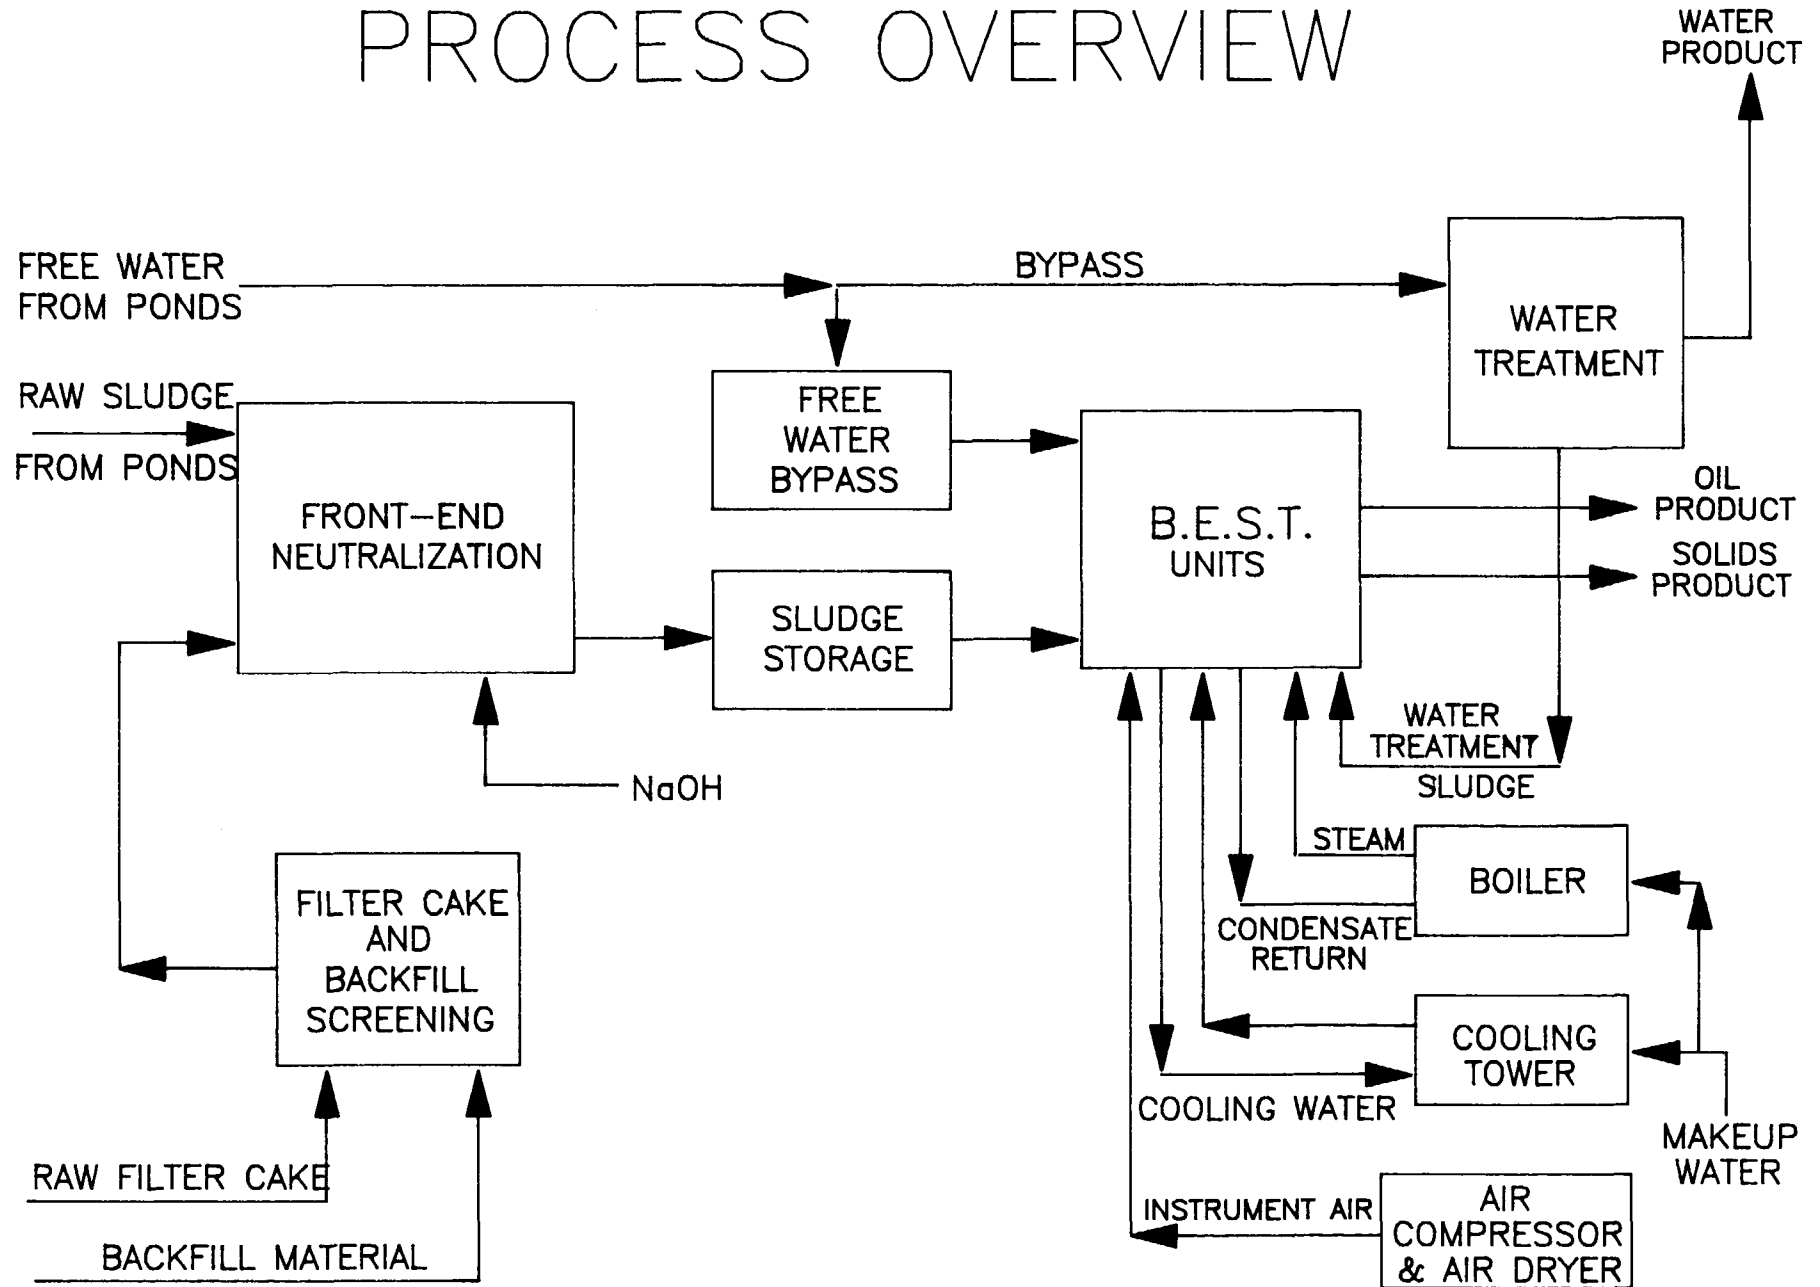 PROCESS OVERVIEW
WATER
PRODUCT
FREE WATER
FROM PONDS
BYPASS
WATER
TREATMENT
RAW SLUDGE
FROM PONDS
FREE
WATER
BYPASS
FRONT-END
NEUTRALIZATION
B.E.S.T.
UNITS
OIL
PRODUCT
SOLIDS
PRODUCT
SLUDGE
STORAGE
WATER
TREATMENT
SLUDGE
NaOH
STEAM
BOILER
FILTER CAKE
AND
BACKFILL
SCREENING
CONDENSATE
RETURN
COOLING
TOWER
COOLING WATER
MAKEUP
WATER
RAW FILTER CAKE
INSTRUMENT AIR
AIR
COMPRESSOR
& AIR DRYER
BACKFILL MATERIAL